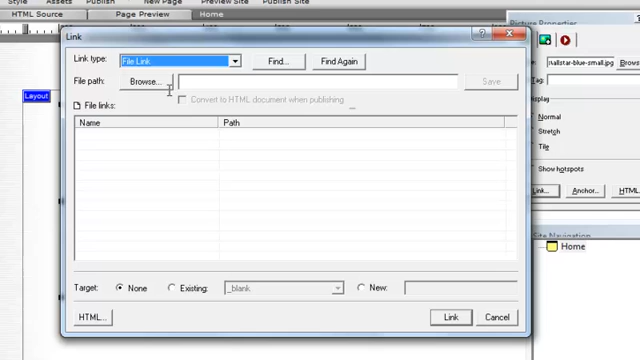 Style Assets Publish New Page Preview Site Publish Site
HTML Source Page Preview Home
Picture Properties
Link
Link type: File Link Find... Find Again
File path: Browse... Save
Convert to HTML document when publishing
File links:
Name Path
Target: None Existing: _blank New:
HTML... Link Cancel
Layout
\allstar-blue-small.jpg Brows
Tag:
Display
Normal
Stretch
Tile
Show hotspots
Link... Anchor... HTML
Site Navigation
Home